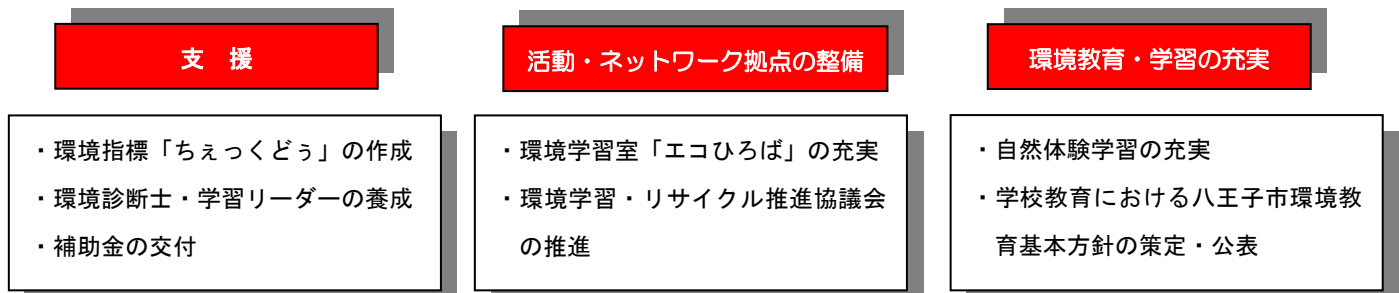 支　援
・環境指標「ちぇっくどぅ」の作成
・環境診断士・学習リーダーの養成
・補助金の交付
活動・ネットワーク拠点の整備
・環境学習室「エコひろば」の充実
・環境学習・リサイクル推進協議会
の推進
環境教育・学習の充実
・自然体験学習の充実
・学校教育における八王子市環境教
育基本方針の策定・公表